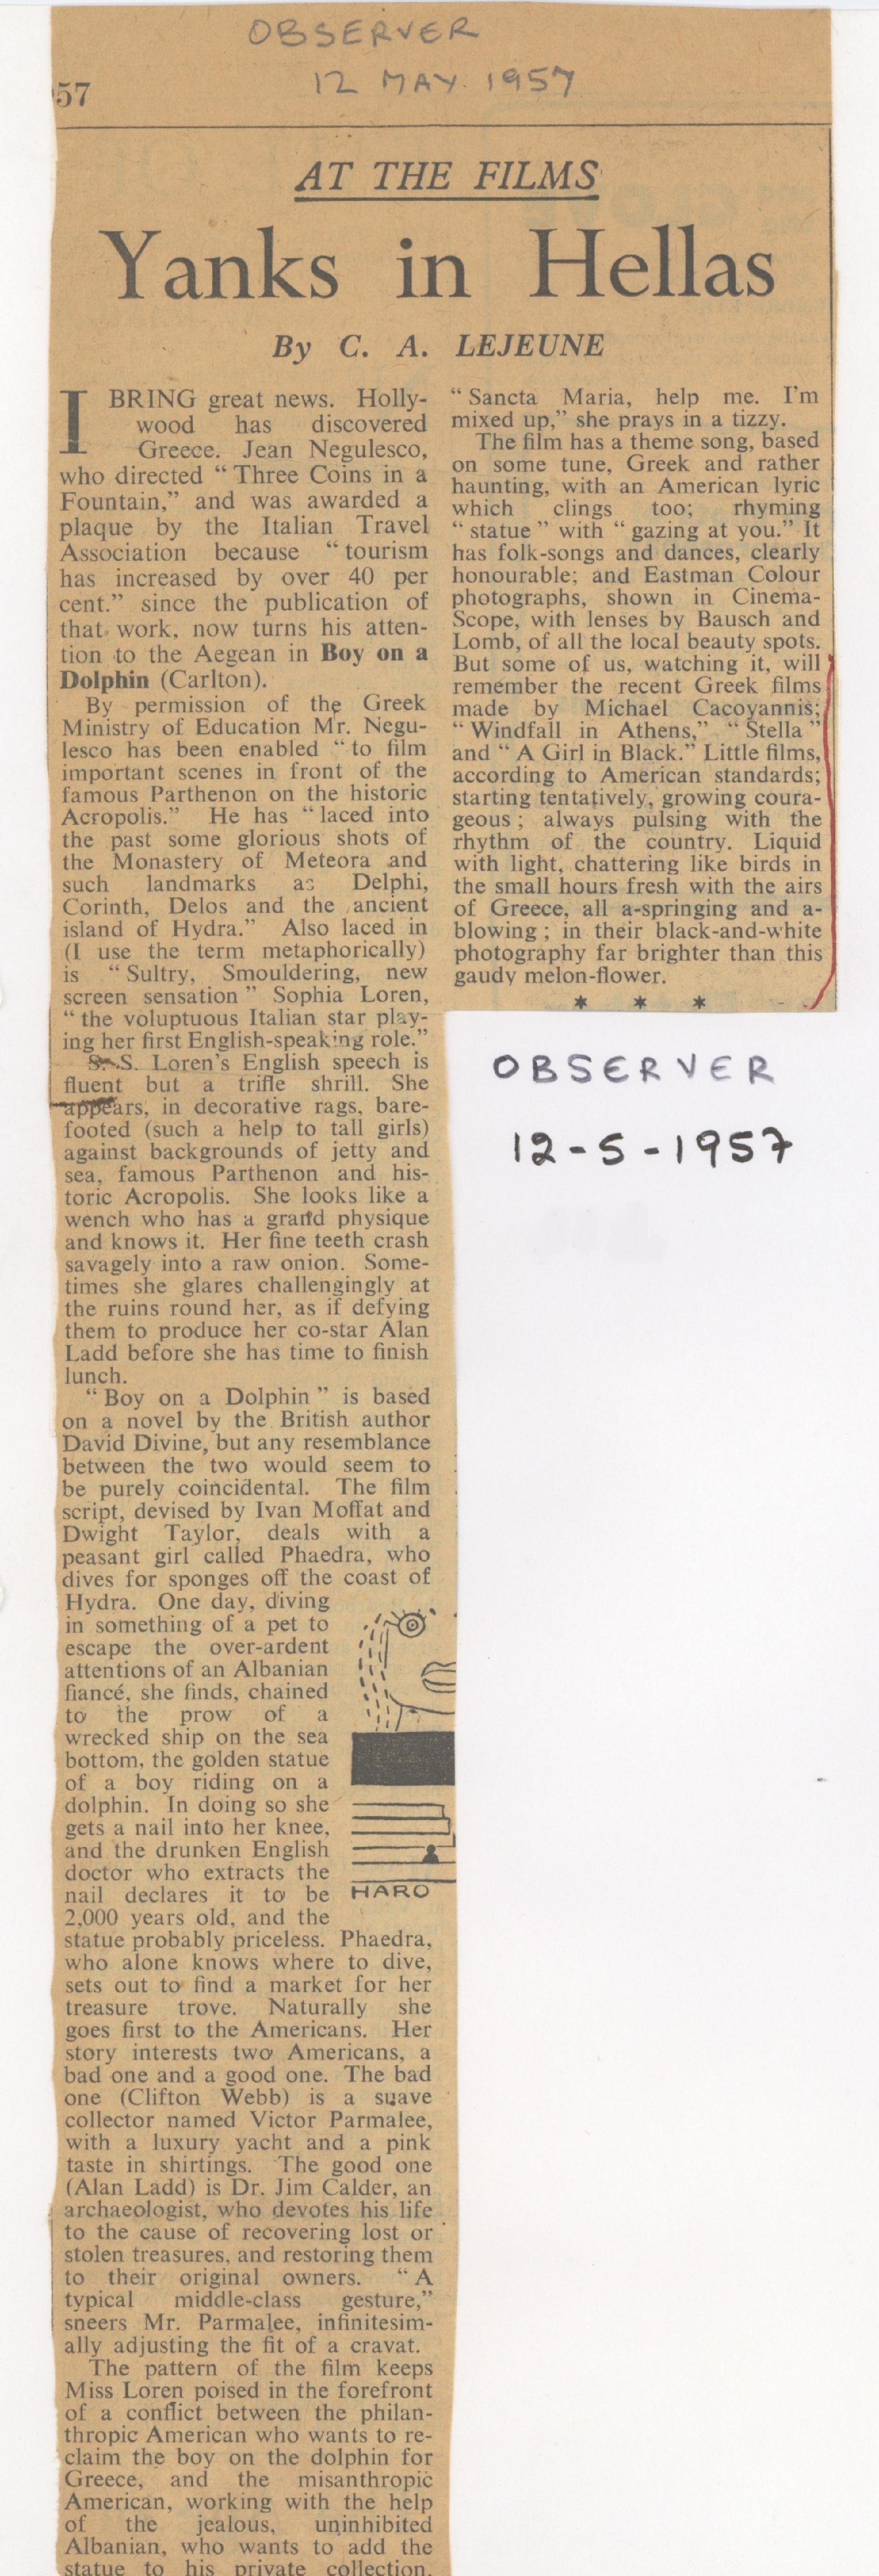 OBSERVER
12 MAY. 1957
57
AT THE FILMS
Yanks in Hellas
By C. A. LEJEUNE
I BRING great news. Holly-
wood has discovered
Greece. Jean Negulesco,
who directed “Three Coins in a
Fountain,” and was awarded a
plaque by the Italian Travel
Association because “tourism
has increased by over 40 per
cent.” since the publication of
that work, now turns his atten-
tion to the Aegean in Boy on a
Dolphin (Carlton).
By permission of the Greek
Ministry of Education Mr. Negu-
lesco has been enabled “to film
important scenes in front of the
famous Parthenon on the historic
Acropolis.” He has “laced into
the past some glorious shots of
the Monastery of Meteora and
such landmarks as Delphi,
Corinth, Delos and the ancient
island of Hydra.” Also laced in
(I use the term metaphorically)
is “Sultry, Smouldering, new
screen sensation” Sophia Loren,
“the voluptuous Italian star play-
ing her first English-speaking role.”
S. S. Loren's English speech is
fluent but a trifle shrill. She
appears, in decorative rags, bare-
footed (such a help to tall girls)
against backgrounds of jetty and
sea, famous Parthenon and his-
toric Acropolis. She looks like a
wench who has a grand physique
and knows it. Her fine teeth crash
savagely into a raw onion. Some-
times she glares challengingly at
the ruins round her, as if defying
them to produce her co-star Alan
Ladd before she has time to finish
lunch.
“Boy on a Dolphin” is based
on a novel by the British author
David Divine, but any resemblance
between the two would seem to
be purely coincidental. The film
script, devised by Ivan Moffat and
Dwight Taylor, deals with a
peasant girl called Phaedra, who
dives for sponges off the coast of
Hydra. One day, diving
in something of a pet to
escape the over-ardent
attentions of an Albanian
fiancé, she finds, chained
to the prow of a
wrecked ship on the sea
bottom, the golden statue
of a boy riding on a
dolphin. In doing so she
gets a nail into her knee,
and the drunken English
doctor who extracts the
nail declares it to be
2,000 years old, and the
statue probably priceless. Phaedra,
who alone knows where to dive,
sets out to find a market for her
treasure trove. Naturally she
goes first to the Americans. Her
story interests two Americans, a
bad one and a good one. The bad
one (Clifton Webb) is a suave
collector named Victor Parmalee,
with a luxury yacht and a pink
taste in shirtings. The good one
(Alan Ladd) is Dr. Jim Calder, an
archaeologist, who devotes his life
to the cause of recovering lost or
stolen treasures, and restoring them
to their original owners. “A
typical middle-class gesture,”
sneers Mr. Parmalee, infinitesim-
ally adjusting the fit of a cravat.
The pattern of the film keeps
Miss Loren poised in the forefront
of a conflict between the philan-
thropic American who wants to re-
claim the boy on the dolphin for
Greece, and the misanthropic
American, working with the help
of the jealous, uninhibited
Albanian, who wants to add the
statue to his private collection.
HARO
“Sancta Maria, help me. I'm
mixed up,” she prays in a tizzy.
The film has a theme song, based
on some tune, Greek and rather
haunting, with an American lyric
which clings too; rhyming
“statue” with “gazing at you.” It
has folk-songs and dances, clearly
honourable; and Eastman Colour
photographs, shown in Cinema-
Scope, with lenses by Bausch and
Lomb, of all the local beauty spots.
But some of us, watching it, will
remember the recent Greek films
made by Michael Cacoyannis;
“Windfall in Athens,” “Stella”
and “A Girl in Black.” Little films,
according to American standards;
starting tentatively, growing coura-
geous; always pulsing with the
rhythm of the country. Liquid
with light, chattering like birds in
the small hours fresh with the airs
of Greece, all a-springing and a-
blowing; in their black-and-white
photography far brighter than this
gaudy melon-flower.
* * *
OBSERVER
12-5-1957